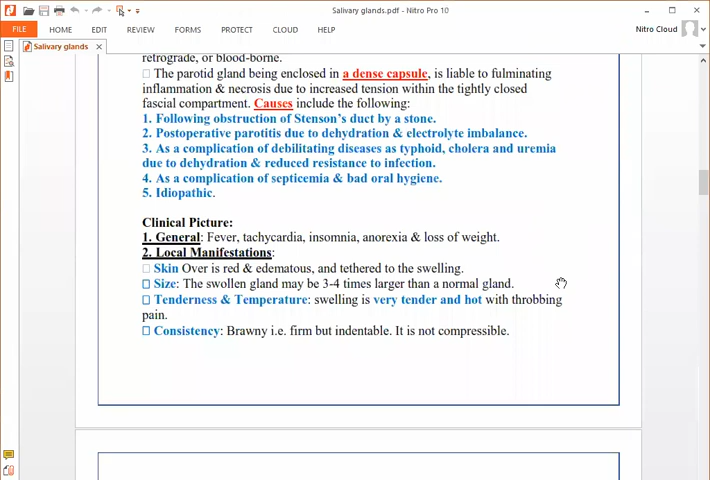 Salivary glands.pdf - Nitro Pro 10
FILE HOME EDIT REVIEW FORMS PROTECT CLOUD HELP Nitro Cloud
Salivary glands
retrograde, or blood-borne.
The parotid gland being enclosed in a dense capsule, is liable to fulminating
inflammation & necrosis due to increased tension within the tightly closed
fascial compartment. Causes include the following:
1. Following obstruction of Stenson's duct by a stone.
2. Postoperative parotitis due to dehydration & electrolyte imbalance.
3. As a complication of debilitating diseases as typhoid, cholera and uremia
due to dehydration & reduced resistance to infection.
4. As a complication of septicemia & bad oral hygiene.
5. Idiopathic.
Clinical Picture:
1. General: Fever, tachycardia, insomnia, anorexia & loss of weight.
2. Local Manifestations:
Skin Over is red & edematous, and tethered to the swelling.
Size: The swollen gland may be 3-4 times larger than a normal gland.
Tenderness & Temperature: swelling is very tender and hot with throbbing
pain.
Consistency: Brawny i.e. firm but indentable. It is not compressible.